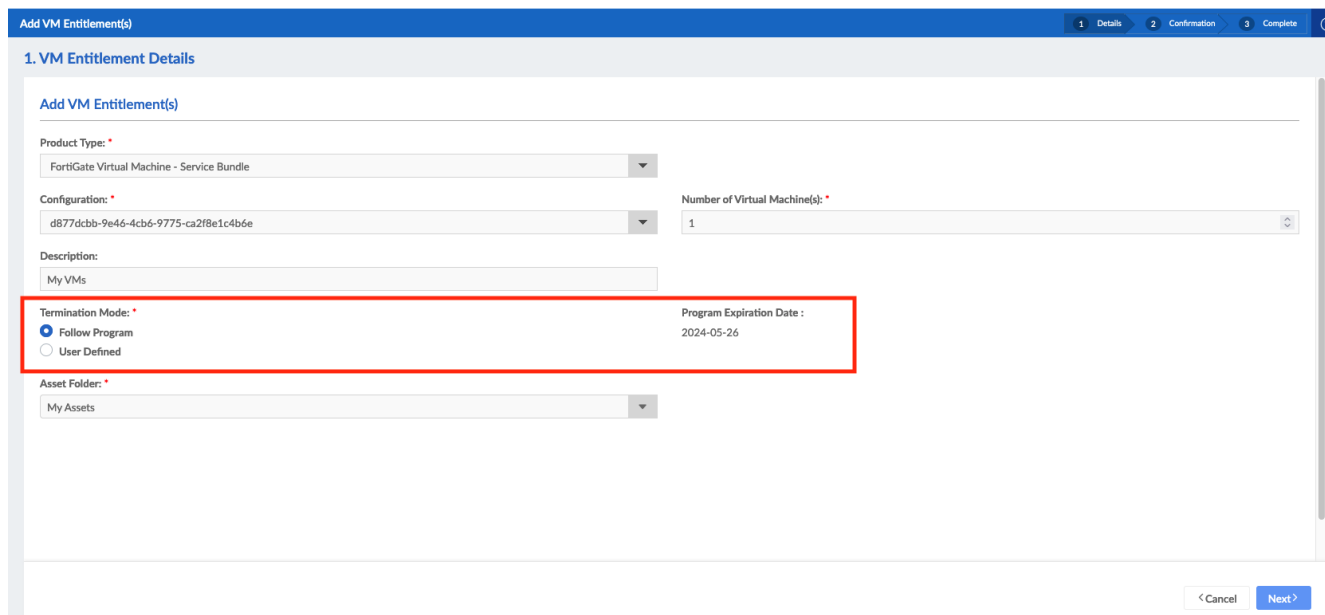 Add VM Entitlement(s)
1 Details 2 Confirmation 3 Complete
1. VM Entitlement Details
Add VM Entitlement(s)
Product Type: *
FortiGate Virtual Machine - Service Bundle
Configuration: *
Number of Virtual Machine(s): *
d877dcbb-9e46-4cb6-9775-ca2f8e1c4b6e
1
Description:
My VMs
Termination Mode: *
Program Expiration Date :
Follow Program
2024-05-26
User Defined
Asset Folder: *
My Assets
Cancel
Next